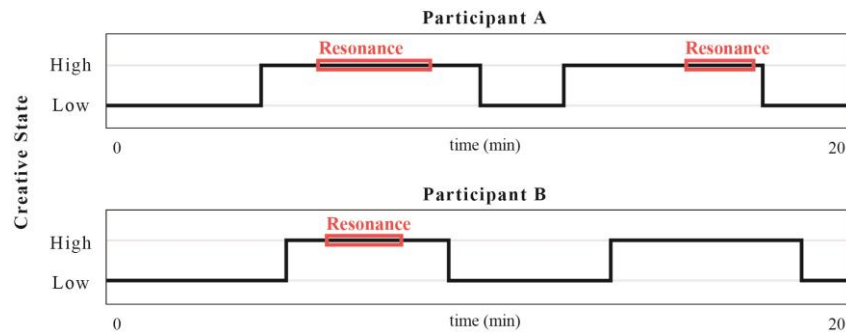 Participant A
Resonance Resonance
High
Low
0 time (min) 20
Creative State
Participant B
Resonance
High
Low
0 time (min) 20